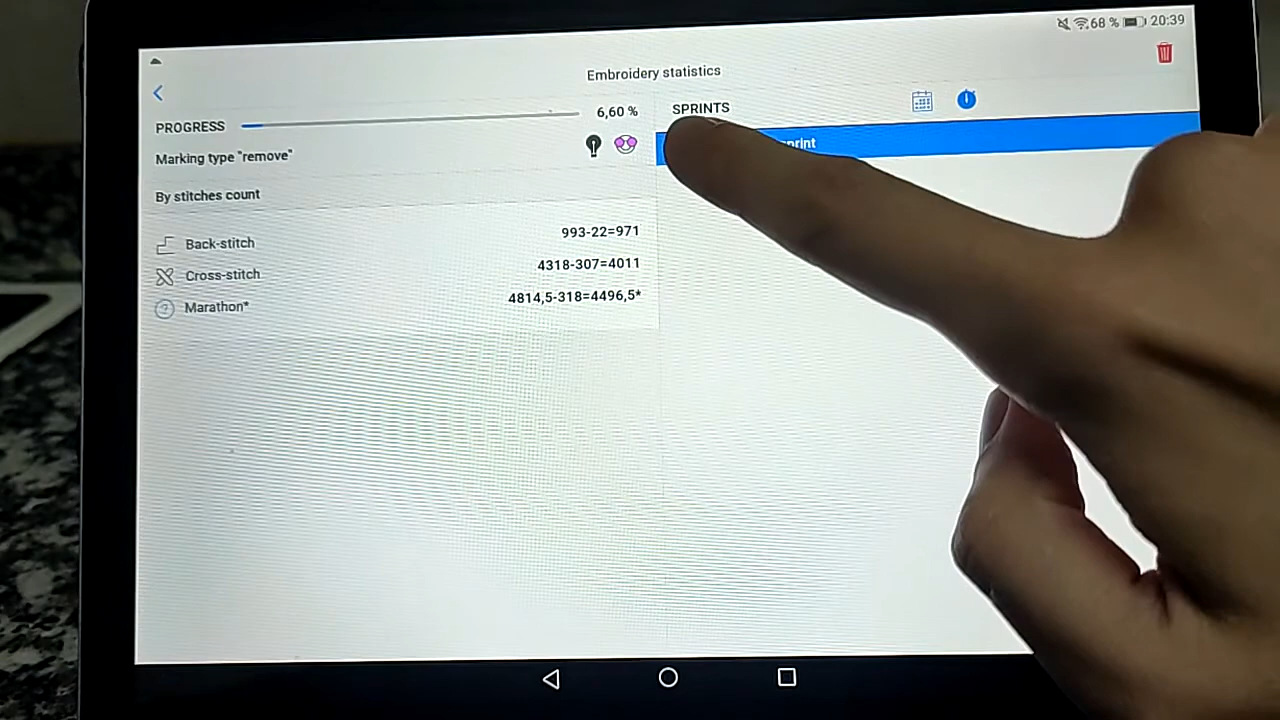 68 % 20:39
Embroidery statistics
PROGRESS 6,60 %
Marking type "remove"
By stitches count
Back-stitch 993-22=971
Cross-stitch 4318-307=4011
? Marathon* 4814,5-318=4496,5*
SPRINTS